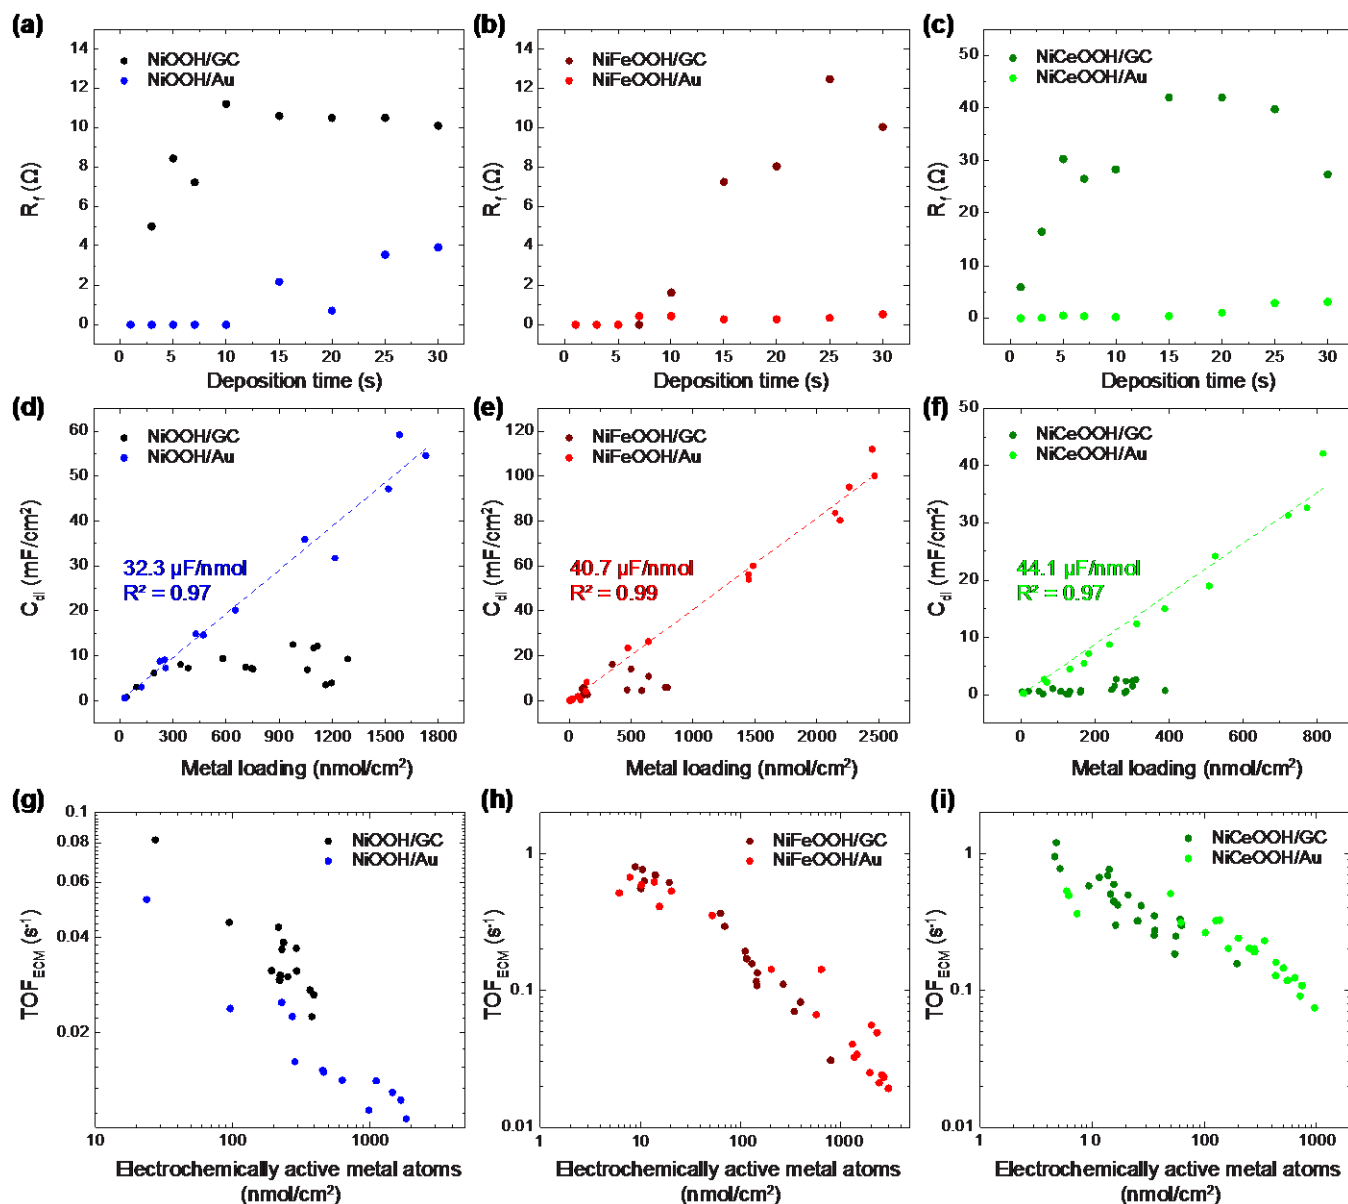 (a)
14
12
10
8
6
4
2
0
R_f (Ω)
NiOOH/GC
NiOOH/Au
0 5 10 15 20 25 30
Deposition time (s)
(b)
14
12
10
8
6
4
2
0
R_f (Ω)
NiFeOOH/GC
NiFeOOH/Au
0 5 10 15 20 25 30
Deposition time (s)
(c)
50
40
30
20
10
0
R_f (Ω)
NiCeOOH/GC
NiCeOOH/Au
0 5 10 15 20 25 30
Deposition time (s)
(d)
60
50
40
30
20
10
0
C_dl (mF/cm²)
NiOOH/GC
NiOOH/Au
32.3 µF/nmol
R² = 0.97
0 300 600 900 1200 1500 1800
Metal loading (nmol/cm²)
(e)
120
100
80
60
40
20
0
C_dl (mF/cm²)
NiFeOOH/GC
NiFeOOH/Au
40.7 µF/nmol
R² = 0.99
0 500 1000 1500 2000 2500
Metal loading (nmol/cm²)
(f)
50
40
30
20
10
0
C_dl (mF/cm²)
NiCeOOH/GC
NiCeOOH/Au
44.1 µF/nmol
R² = 0.97
0 200 400 600 800
Metal loading (nmol/cm²)
(g)
0.1
0.08
0.06
0.04
0.02
TOF_ECM (s⁻¹)
NiOOH/GC
NiOOH/Au
10 100 1000
Electrochemically active metal atoms
(nmol/cm²)
(h)
1
0.1
0.01
TOF_ECM (s⁻¹)
NiFeOOH/GC
NiFeOOH/Au
1 10 100 1000
Electrochemically active metal atoms
(nmol/cm²)
(i)
1
0.1
0.01
TOF_ECM (s⁻¹)
NiCeOOH/GC
NiCeOOH/Au
1 10 100 1000
Electrochemically active metal atoms
(nmol/cm²)